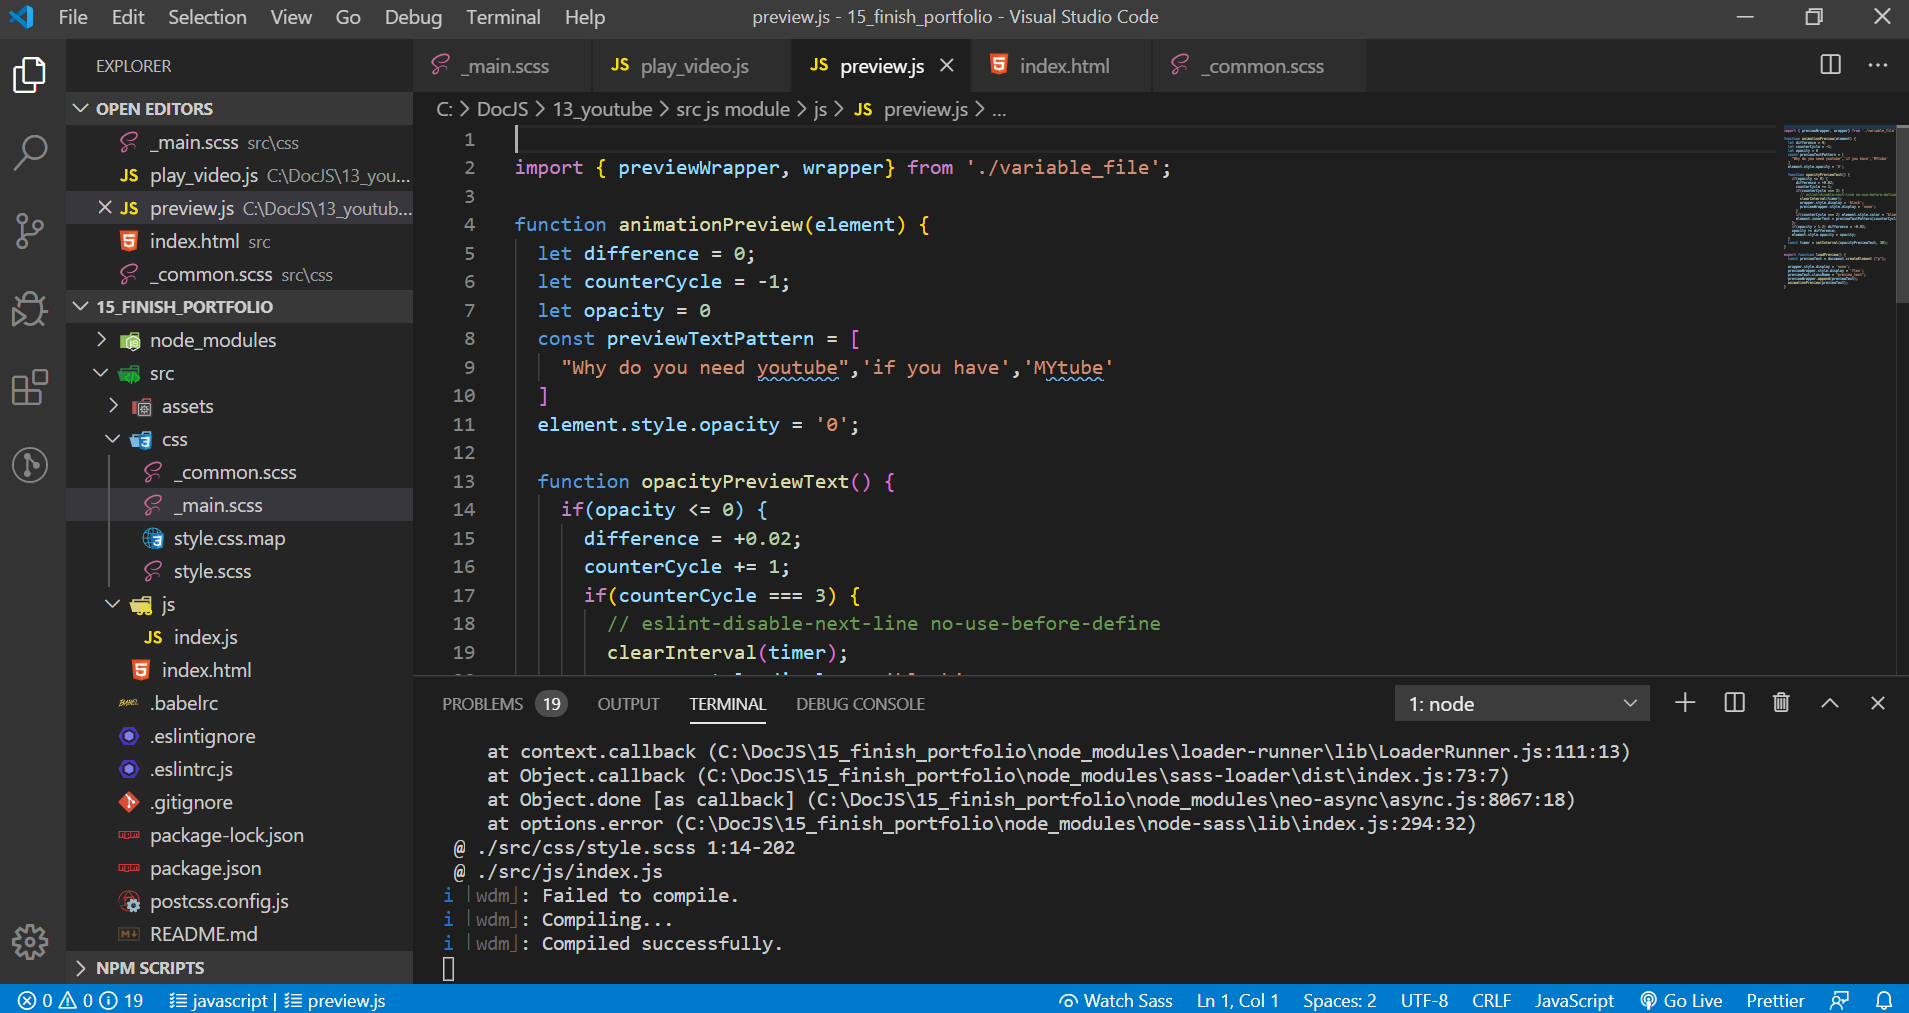 File Edit Selection View Go Debug Terminal Help
preview.js - 15_finish_portfolio - Visual Studio Code
EXPLORER
OPEN EDITORS
_main.scss src\css
JS play_video.js C:\DocJS\13_you...
JS preview.js C:\DocJS\13_youtub...
index.html src
_common.scss src\css
15_FINISH_PORTFOLIO
node_modules
src
assets
css
_common.scss
_main.scss
style.css.map
style.scss
js
JS index.js
index.html
.babelrc
.eslintignore
.eslintrc.js
.gitignore
package-lock.json
package.json
postcss.config.js
README.md
NPM SCRIPTS
_main.scss
JS play_video.js
JS preview.js
index.html
_common.scss
C: > DocJS > 13_youtube > src js module > js > JS preview.js > ...
1
2 import { previewWrapper, wrapper} from './variable_file';
3
4 function animationPreview(element) {
5 let difference = 0;
6 let counterCycle = -1;
7 let opacity = 0
8 const previewTextPattern = [
9 "Why do you need youtube",'if you have','MYtube'
10 ]
11 element.style.opacity = '0';
12
13 function opacityPreviewText() {
14 if(opacity <= 0) {
15 difference = +0.02;
16 counterCycle += 1;
17 if(counterCycle === 3) {
18 // eslint-disable-next-line no-use-before-define
19 clearInterval(timer);
PROBLEMS 19 OUTPUT TERMINAL DEBUG CONSOLE
1: node
at context.callback (C:\DocJS\15_finish_portfolio\node_modules\loader-runner\lib\LoaderRunner.js:111:13)
at Object.callback (C:\DocJS\15_finish_portfolio\node_modules\sass-loader\dist\index.js:73:7)
at Object.done [as callback] (C:\DocJS\15_finish_portfolio\node_modules\neo-async\async.js:8067:18)
at options.error (C:\DocJS\15_finish_portfolio\node_modules\node-sass\lib\index.js:294:32)
@ ./src/css/style.scss 1:14-202
@ ./src/js/index.js
i ｢wdm｣: Failed to compile.
i ｢wdm｣: Compiling...
i ｢wdm｣: Compiled successfully.
0 0 19 javascript | preview.js
Watch Sass Ln 1, Col 1 Spaces: 2 UTF-8 CRLF JavaScript Go Live Prettier